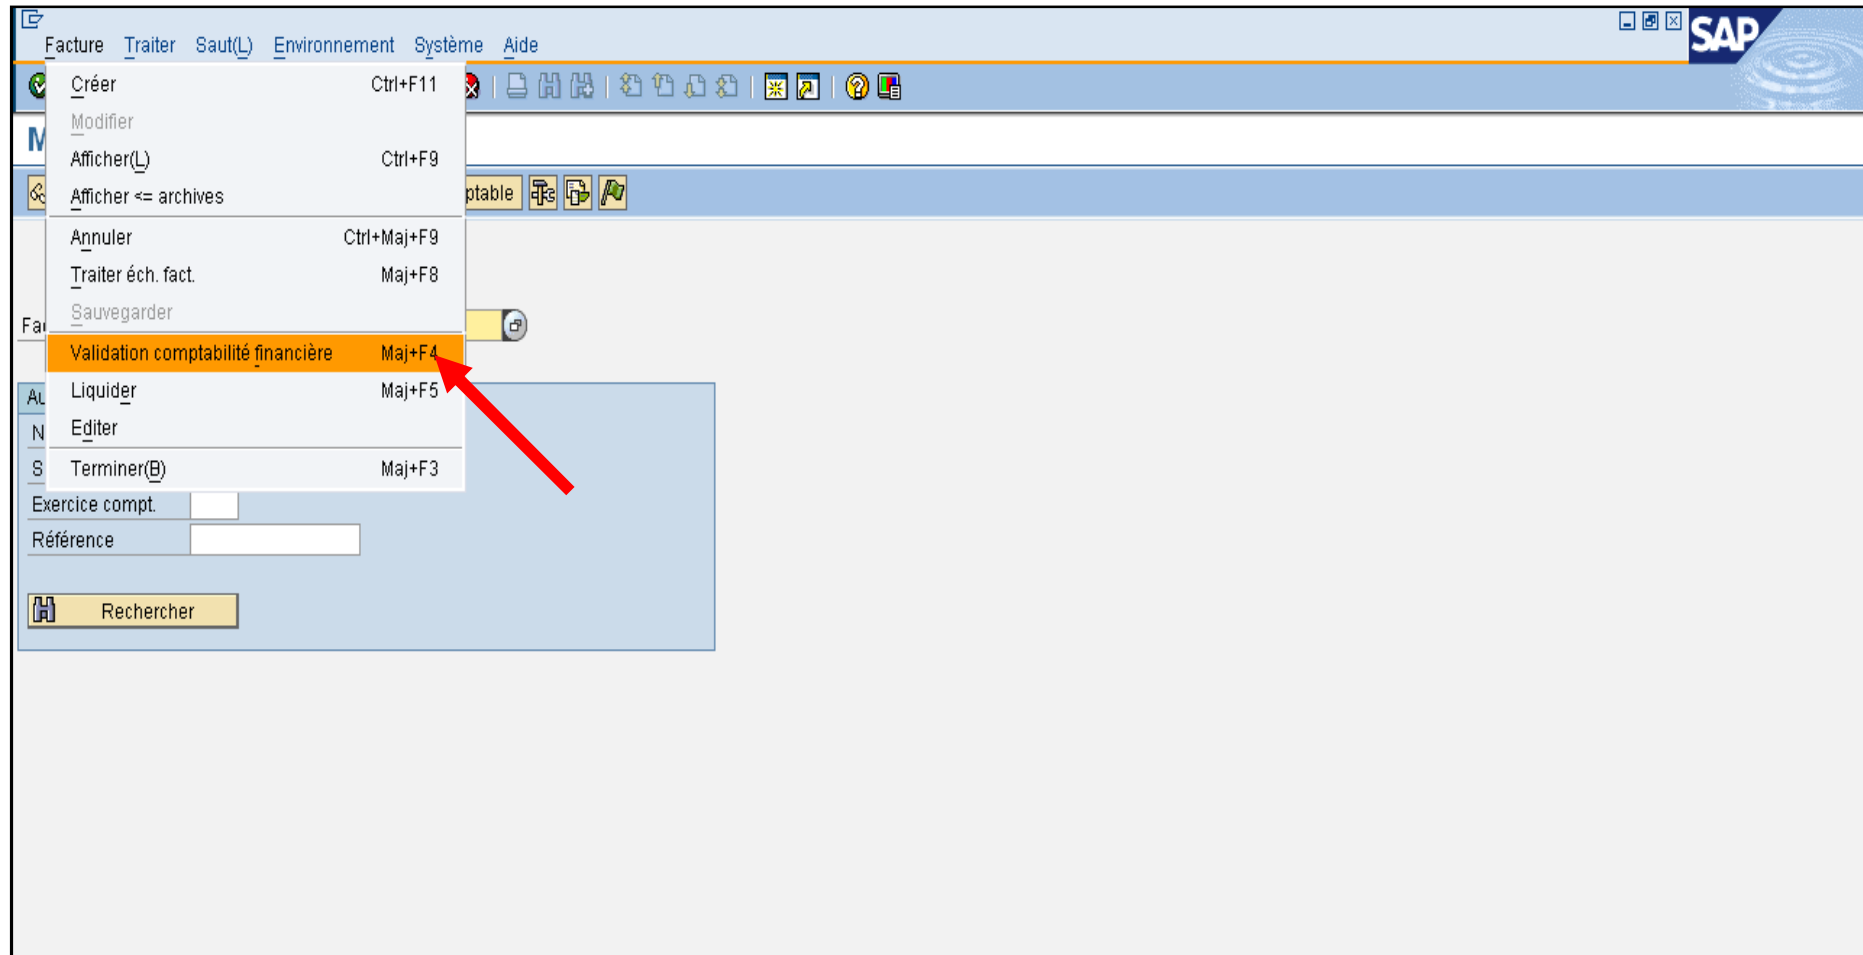 SAP
Facture Traiter Saut(L) Environnement Système Aide
Créer Ctrl+F11
Modifier
M
Afficher(L) Ctrl+F9
Afficher <= archives
ptable
Annuler Ctrl+Maj+F9
Traiter éch. fact. Maj+F8
Sauvegarder
Fa
Validation comptabilité financière Maj+F4
Liquider Maj+F5
Editer
N
Terminer(B) Maj+F3
S
Exercice compt.
Référence
Rechercher